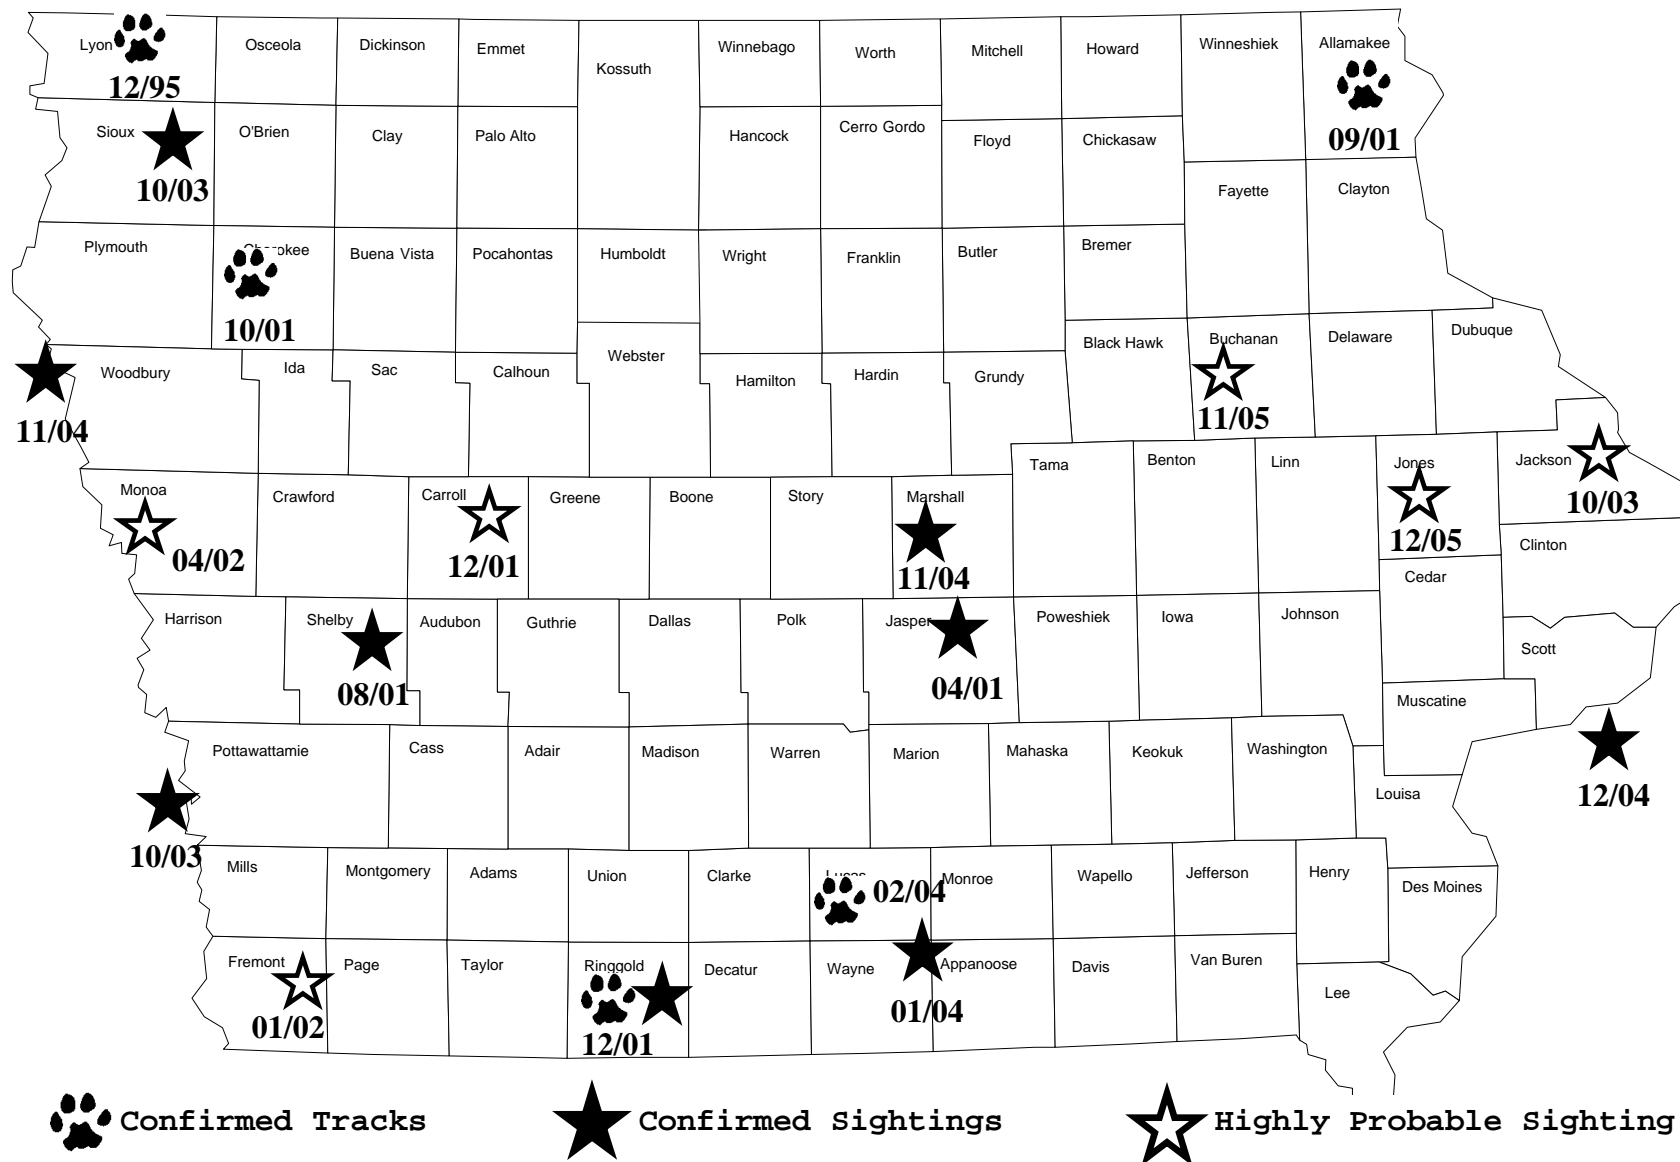 Lyon
Osceola
Dickinson
Emmet
Kossuth
Winnebago
Worth
Mitchell
Howard
Winneshiek
Allamakee
12/95
09/01
Sioux
O'Brien
Clay
Palo Alto
Hancock
Cerro Gordo
Floyd
Chickasaw
10/03
Fayette
Clayton
Plymouth
Cherokee
Buena Vista
Pocahontas
Humboldt
Wright
Franklin
Butler
Bremer
10/01
Woodbury
Ida
Sac
Calhoun
Webster
Hamilton
Hardin
Grundy
Black Hawk
Buchanan
Delaware
Dubuque
11/04
11/05
Monoa
Crawford
Carroll
Greene
Boone
Story
Marshall
Tama
Benton
Linn
Jones
Jackson
04/02
12/01
11/04
12/05
10/03
Clinton
Cedar
Harrison
Shelby
Audubon
Guthrie
Dallas
Polk
Jasper
Poweshiek
Iowa
Johnson
Scott
08/01
04/01
Muscatine
Pottawattamie
Cass
Adair
Madison
Warren
Marion
Mahaska
Keokuk
Washington
Louisa
12/04
10/03
Mills
Montgomery
Adams
Union
Clarke
Lucas
02/04
Monroe
Wapello
Jefferson
Henry
Des Moines
Fremont
Page
Taylor
Ringgold
Decatur
Wayne
Appanoose
Davis
Van Buren
Lee
01/02
12/01
01/04
Confirmed Tracks
Confirmed Sightings
Highly Probable Sighting